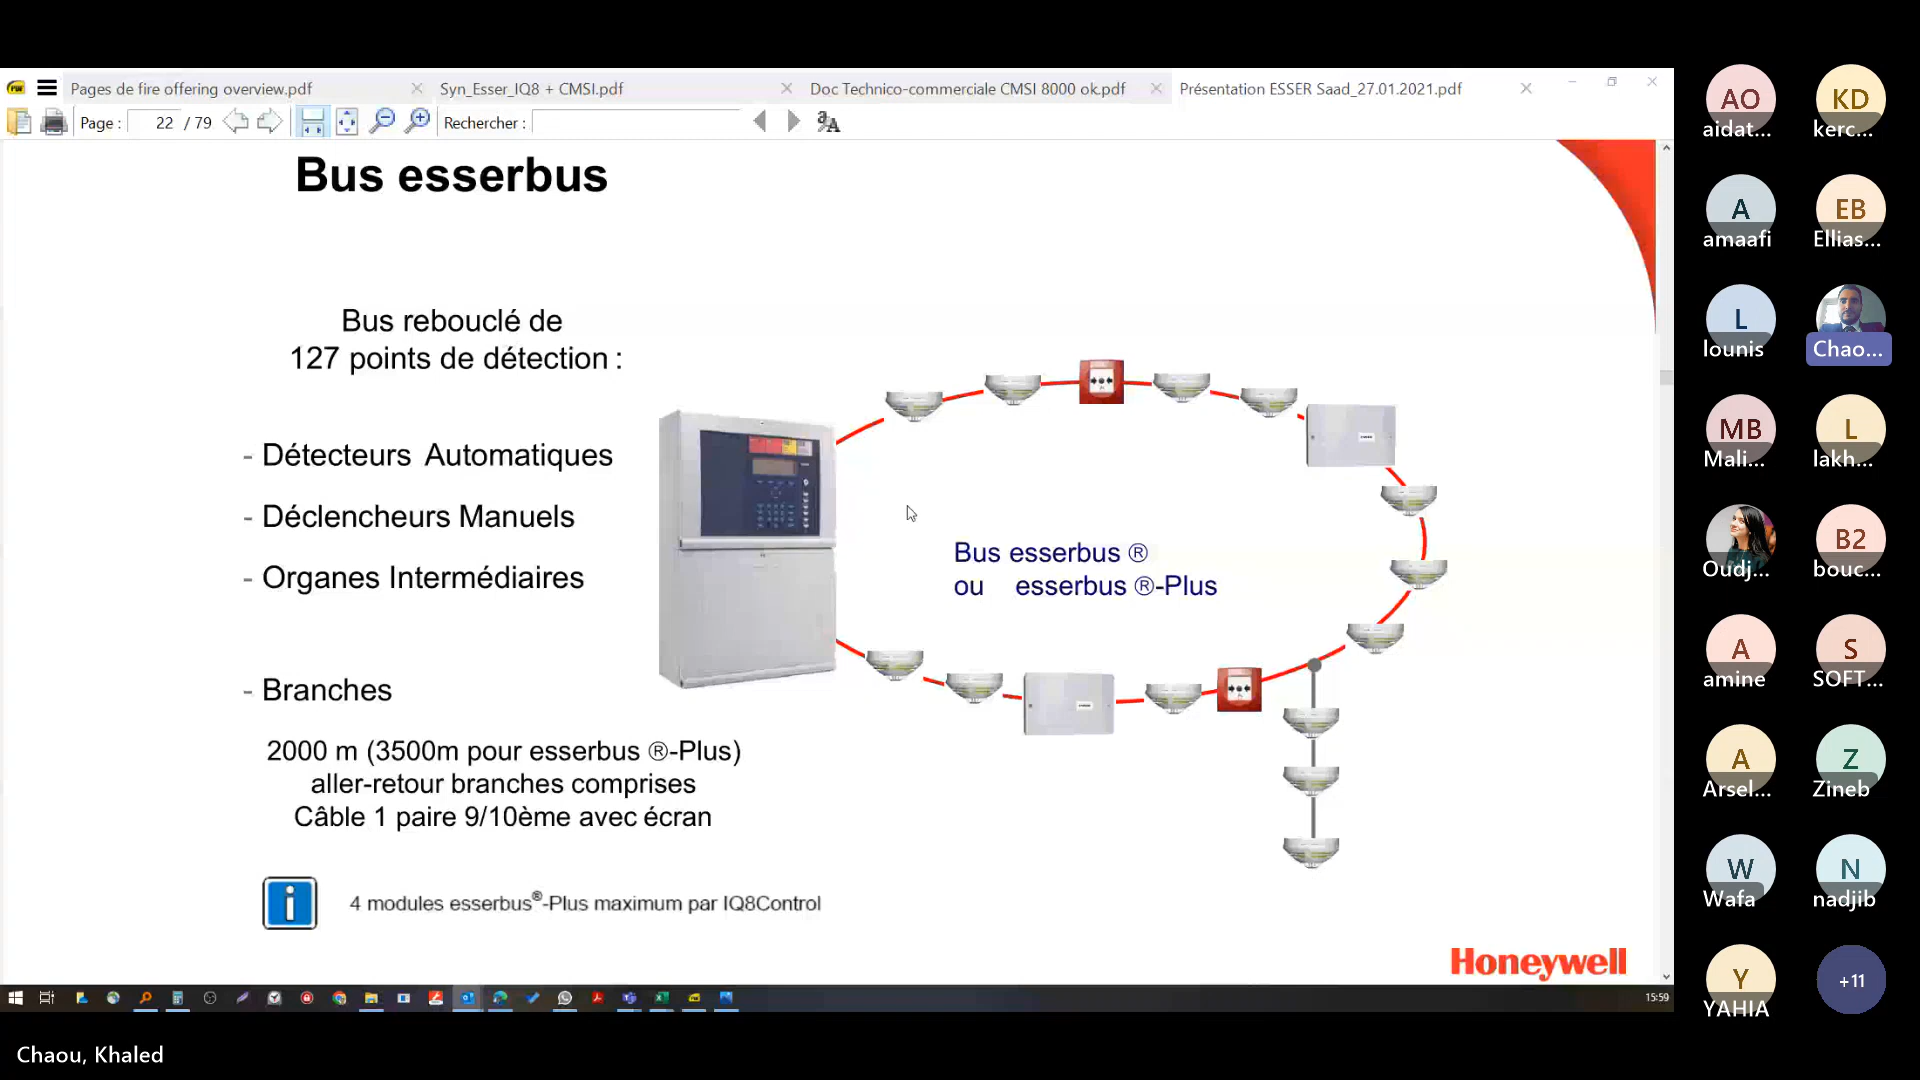 Pages de fire offering overview.pdf
Syn_Esser_IQ8 + CMSI.pdf
Doc Technico-commerciale CMSI 8000 ok.pdf
Présentation ESSER Saad_27.01.2021.pdf
Page : 22 / 79
Rechercher :
Bus esserbus
Bus rebouclé de
127 points de détection :
- Détecteurs Automatiques
- Déclencheurs Manuels
- Organes Intermédiaires
- Branches
2000 m (3500m pour esserbus ®-Plus)
aller-retour branches comprises
Câble 1 paire 9/10ème avec écran
Bus esserbus ®
ou esserbus ®-Plus
4 modules esserbus®-Plus maximum par IQ8Control
Honeywell
15:59
Chaou, Khaled
AO
aidat...
KD
kerc...
A
amaafi
EB
Ellias...
L
lounis
Chao...
MB
Mali...
L
lakh...
Oudj...
B2
bouc...
A
amine
S
SOFT...
A
Arsel...
Z
Zineb
W
Wafa
N
nadjib
Y
YAHIA
+11